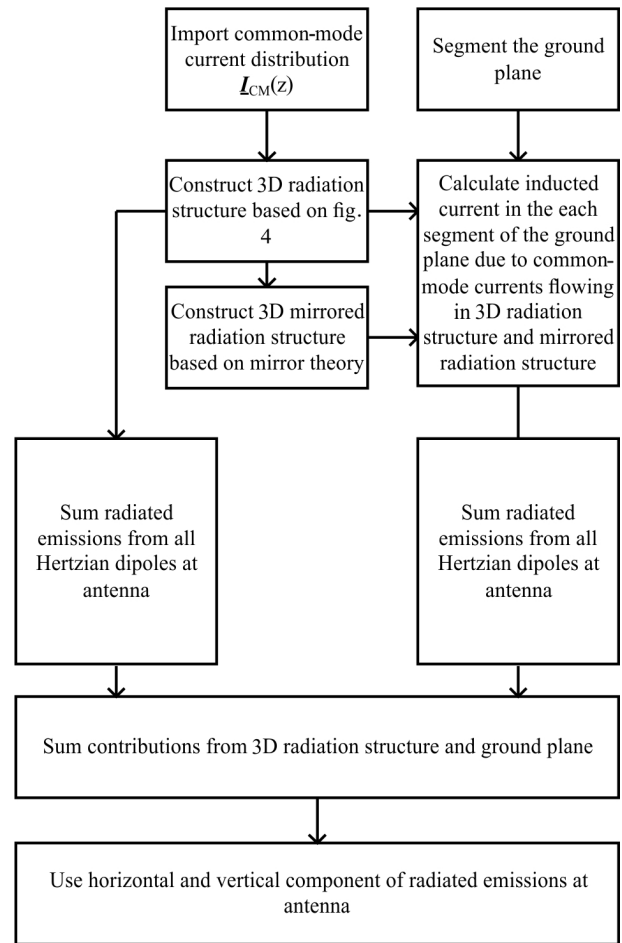 Import common-mode
current distribution
I_CM(z)
Segment the ground
plane
Construct 3D radiation
structure based on fig.
4
Calculate inducted
current in the each
segment of the ground
plane due to common-
mode currents flowing
in 3D radiation
structure and mirrored
radiation structure
Construct 3D mirrored
radiation structure
based on mirror theory
Sum radiated
emissions from all
Hertzian dipoles at
antenna
Sum radiated
emissions from all
Hertzian dipoles at
antenna
Sum contributions from 3D radiation structure and ground plane
Use horizontal and vertical component of radiated emissions at
antenna